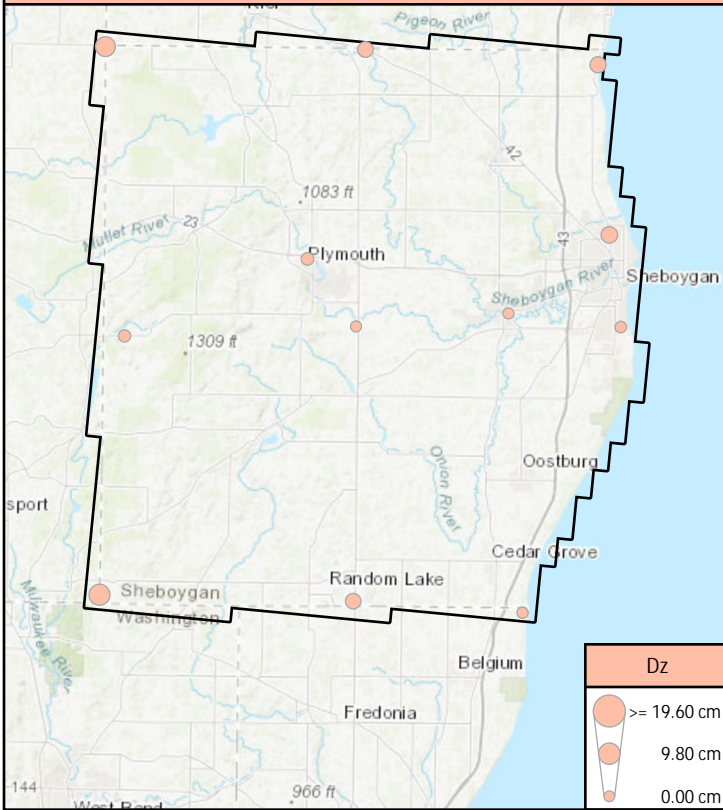 Pigeon River
42
1083 ft
Mullet River
23
43
Plymouth
Sheboygan River
Sheboygan
1309 ft
Onion River
Oostburg
sport
Cedar Grove
Random Lake
Sheboygan
Washington
Milwaukee River
Belgium
Dz
>= 19.60 cm
9.80 cm
0.00 cm
Fredonia
144
966 ft
West Bend